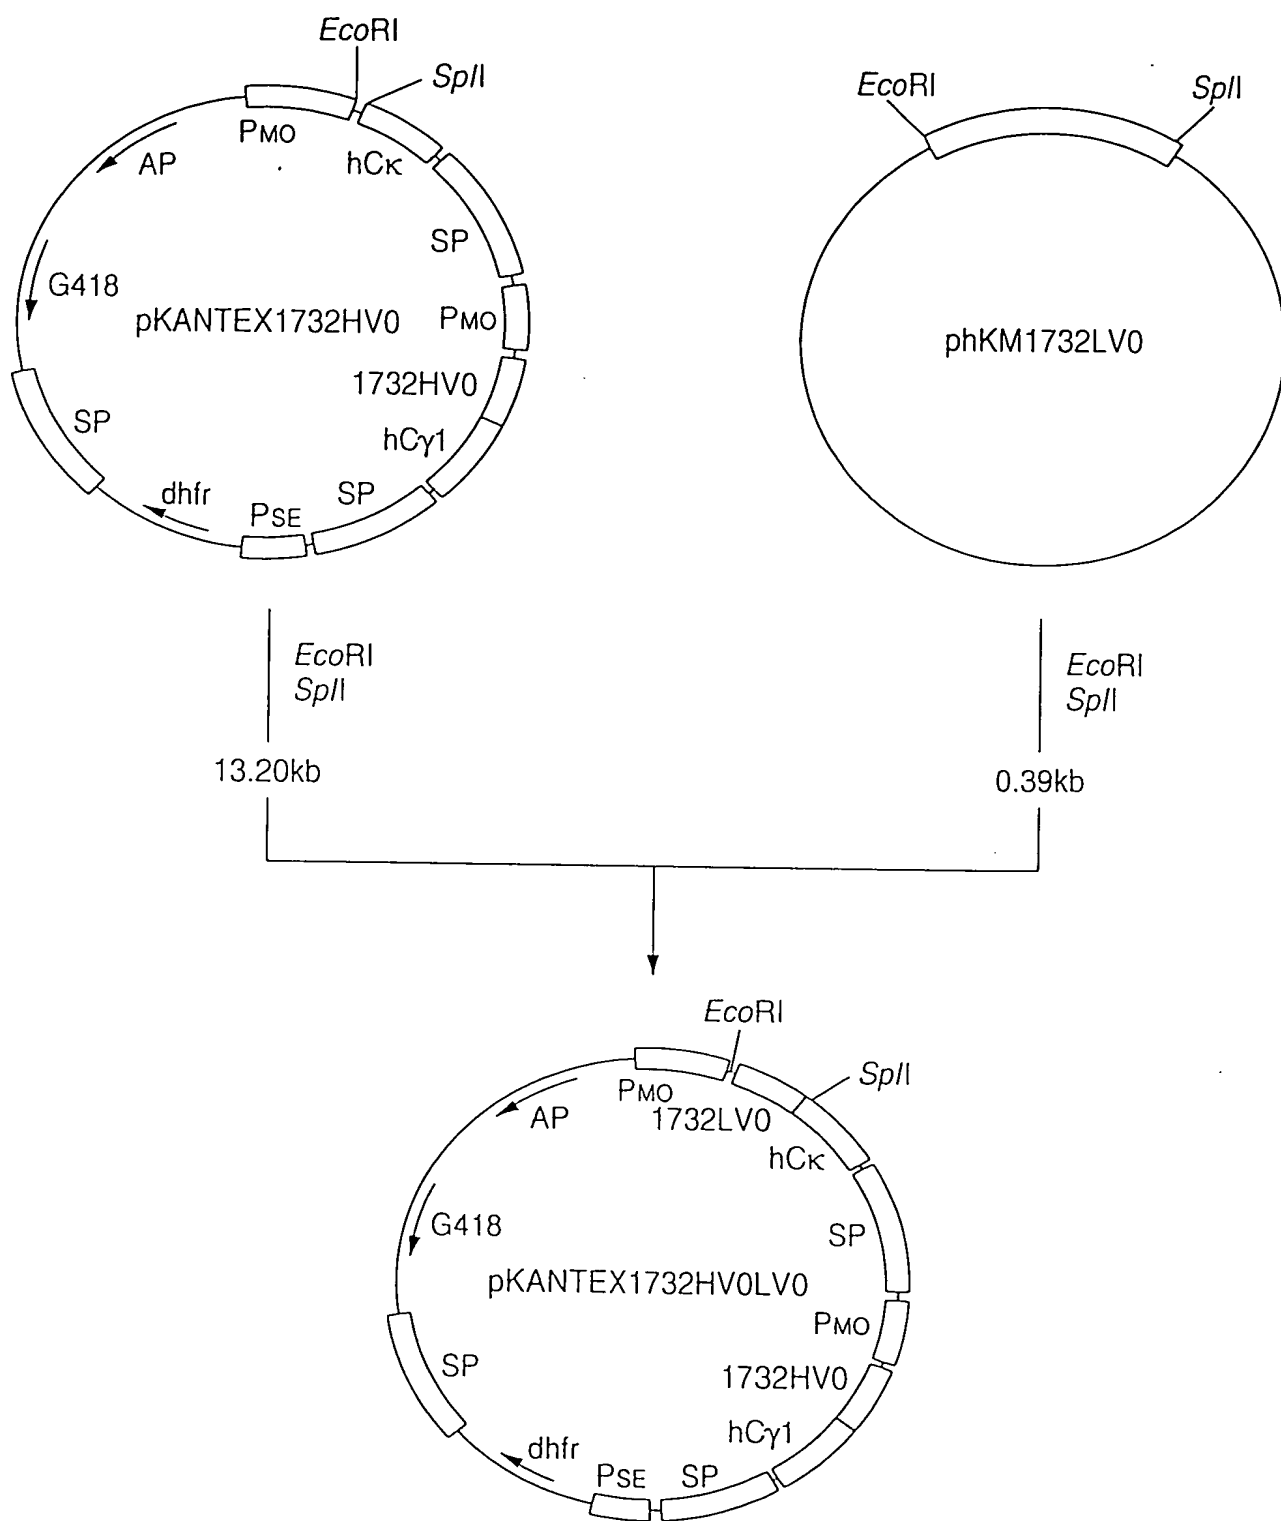 EcoRI
SplI
PMO
hCκ
AP
SP
G418
pKANTEX1732HV0
PMO
1732HV0
hCγ1
SP
SP
dhfr
PSE
EcoRI
SplI
phKM1732LV0
EcoRI
SplI
13.20kb
EcoRI
SplI
0.39kb
EcoRI
SplI
PMO
1732LV0
hCκ
AP
SP
G418
pKANTEX1732HV0LV0
PMO
1732HV0
hCγ1
SP
SP
dhfr
PSE